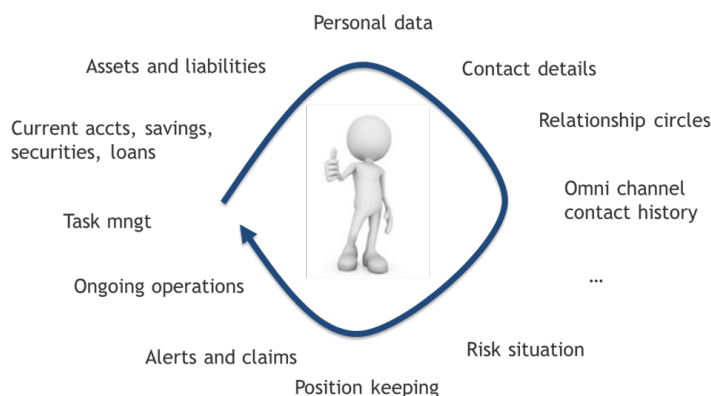 Personal data
Assets and liabilities
Contact details
Current accts, savings,
securities, loans
Relationship circles
Omni channel
contact history
Task mngt
...
Ongoing operations
Alerts and claims
Risk situation
Position keeping